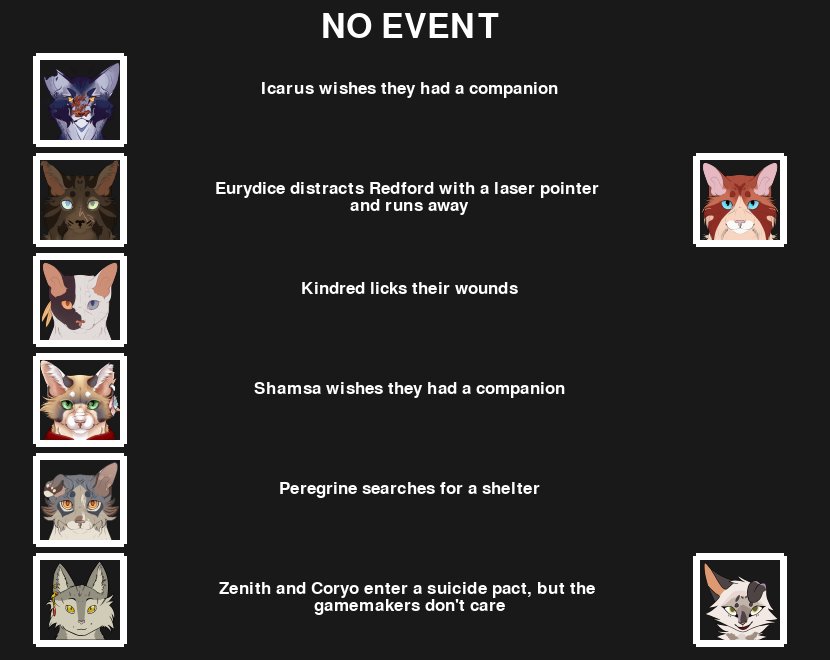 NO EVENT
Icarus wishes they had a companion
Eurydice distracts Redford with a laser pointer
and runs away
Kindred licks their wounds
Shamsa wishes they had a companion
Peregrine searches for a shelter
Zenith and Coryo enter a suicide pact, but the
gamemakers don't care